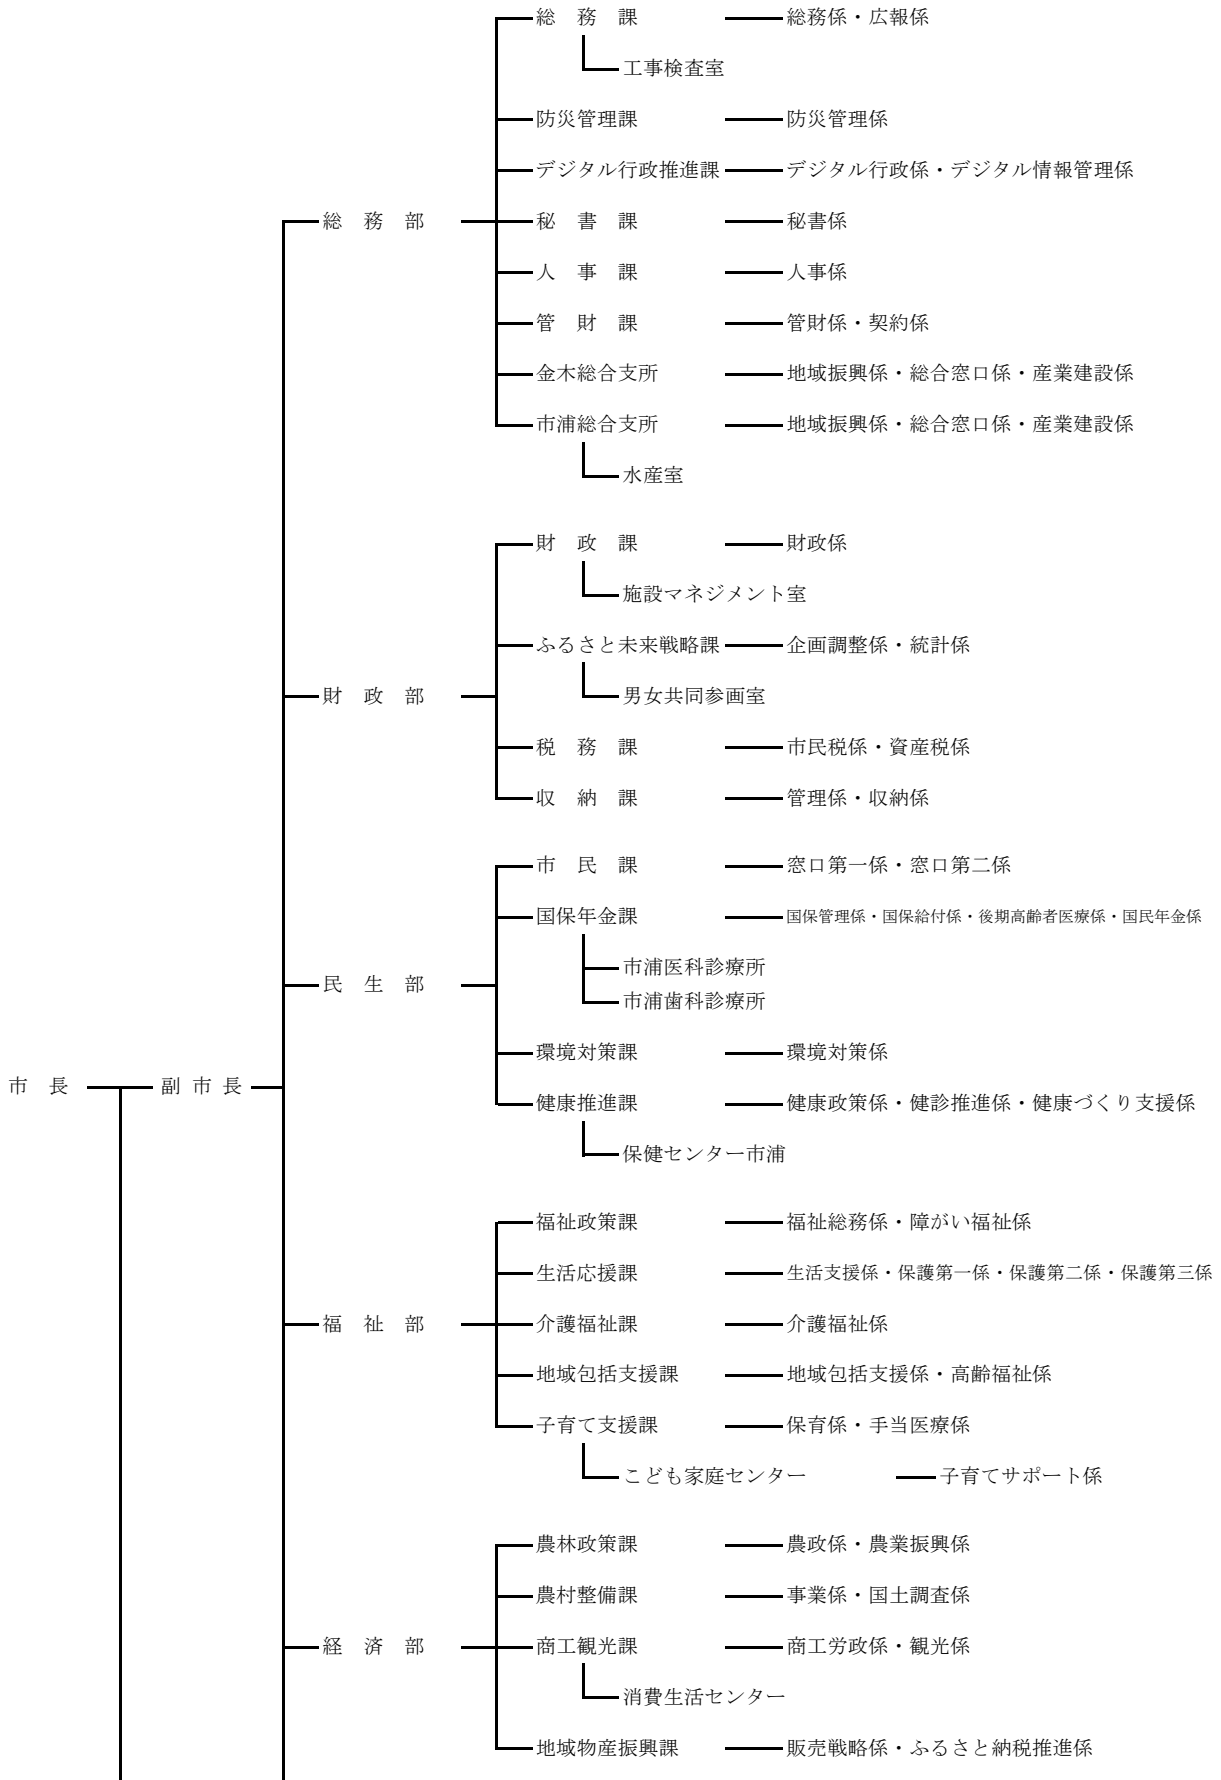 総　務　課　総務係・広報係
工事検査室
防災管理課　防災管理係
デジタル行政推進課　デジタル行政係・デジタル情報管理係
総　務　部　秘　書　課　秘書係
人　事　課　人事係
管　財　課　管財係・契約係
金木総合支所　地域振興係・総合窓口係・産業建設係
市浦総合支所　地域振興係・総合窓口係・産業建設係
水産室
財　政　課　財政係
施設マネジメント室
ふるさと未来戦略課　企画調整係・統計係
財　政　部　男女共同参画室
税　務　課　市民税係・資産税係
収　納　課　管理係・収納係
市　民　課　窓口第一係・窓口第二係
国保年金課　国保管理係・国保給付係・後期高齢者医療係・国民年金係
市浦医科診療所
民　生　部
市浦歯科診療所
環境対策課　環境対策係
市　長　副 市 長
健康推進課　健康政策係・健診推進係・健康づくり支援係
保健センター市浦
福祉政策課　福祉総務係・障がい福祉係
生活応援課　生活支援係・保護第一係・保護第二係・保護第三係
福　祉　部　介護福祉課　介護福祉係
地域包括支援課　地域包括支援係・高齢福祉係
子育て支援課　保育係・手当医療係
こども家庭センター　子育てサポート係
農林政策課　農政係・農業振興係
農村整備課　事業係・国土調査係
経　済　部　商工観光課　商工労政係・観光係
消費生活センター
地域物産振興課　販売戦略係・ふるさと納税推進係